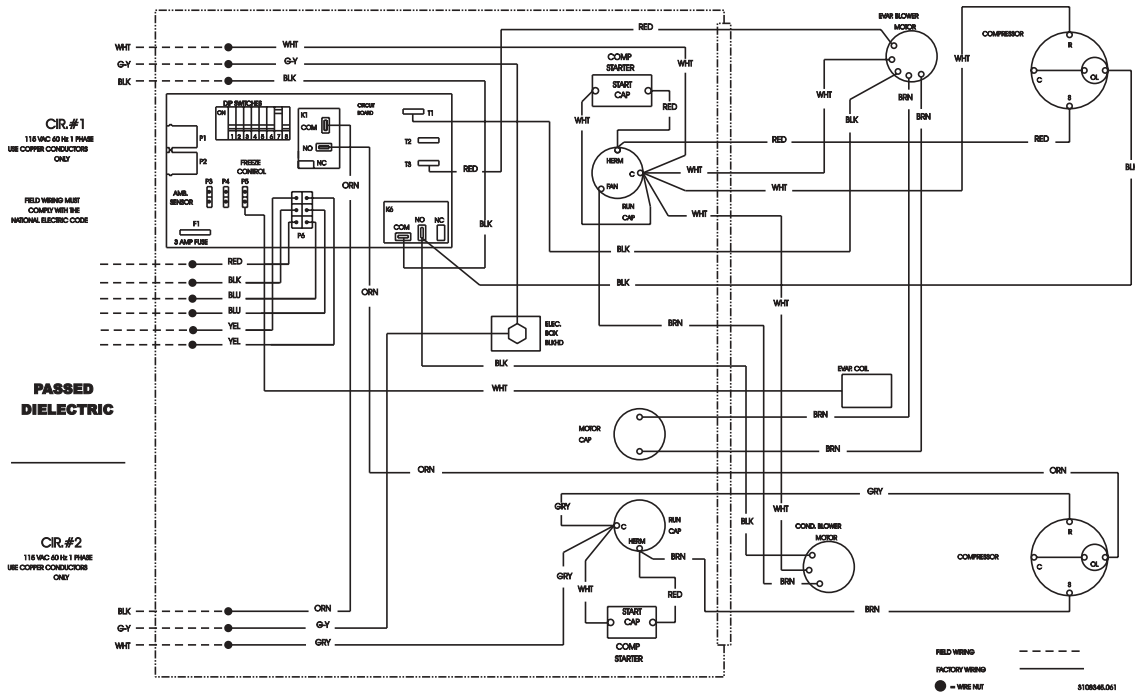 WHT
G-Y
BLK
WHT
G-Y
BLK
CIR.#1
115 VAC 60 Hz 1 PHASE
USE COPPER CONDUCTORS
ONLY
FIELD WIRING MUST
COMPLY WITH THE
NATIONAL ELECTRIC CODE
DIP SWITCHES
ON
1 2 3 4 5 6 7 8
K1
COM
NO
NC
CIRCUIT
BOARD
T1
T2
T3
P1
P2
FREEZE
CONTROL
P3
P4
P5
AMB.
SENSOR
F1
3 AMP FUSE
P6
K6
COM
NO
NC
ORN
RED
BLK
ORN
RED
BLK
BLU
BLU
YEL
YEL
ELEC.
BOX
BLKHD
RED
COMP
STARTER
START
CAP
WHT
RED
WHT
HERM
C
FAN
RUN
CAP
EVAP. BLOWER
MOTOR
WHT
BLK
BRN
BRN
WHT
COMPRESSOR
R
C
OL
S
RED
RED
WHT
WHT
WHT
BLK
BLK
BLK
WHT
BRN
BLK
WHT
EVAP. COIL
MOTOR
CAP
BRN
BRN
ORN
ORN
GRY
PASSED
DIELECTRIC
CIR.#2
115 VAC 60 Hz 1 PHASE
USE COPPER CONDUCTORS
ONLY
BLK
G-Y
WHT
ORN
G-Y
GRY
GRY
C
HERM
RUN
CAP
BRN
GRY
WHT
RED
START
CAP
COMP
STARTER
BLK
WHT
COND. BLOWER
MOTOR
BRN
BRN
COMPRESSOR
R
C
OL
S
FIELD WIRING
FACTORY WIRING
= WIRE NUT
3108345.061